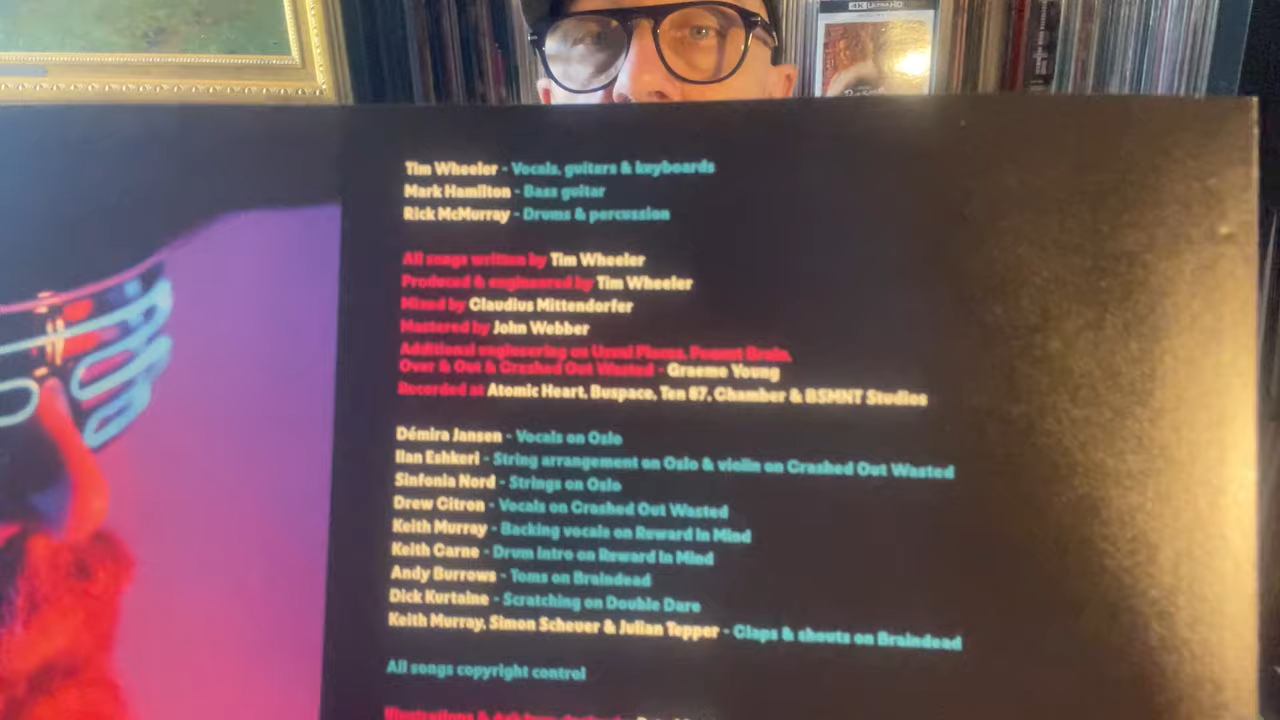 4K ULTRA HD
Tim Wheeler - Vocals, guitars & keyboards
Mark Hamilton - Bass guitar
Rick McMurray - Drums & percussion
All songs written by Tim Wheeler
Produced & engineered by Tim Wheeler
Mixed by Claudius Mittendorfer
Mastered by John Webber
Additional engineering on Usual Places, Peanut Brain,
Over & Out & Crashed Out Wasted - Graeme Young
Recorded at Atomic Heart, Buspace, Ten 87, Chamber & BSMNT Studios
Démira Jansen - Vocals on Oslo
Ilan Eshkeri - String arrangement on Oslo & violin on Crashed Out Wasted
Sinfonia Nord - Strings on Oslo
Drew Citron - Vocals on Crashed Out Wasted
Keith Murray - Backing vocals on Reward In Mind
Keith Carne - Drum intro on Reward In Mind
Andy Burrows - Toms on Braindead
Dick Kurtaine - Scratching on Double Dare
Keith Murray, Simon Scheuer & Julian Tepper - Claps & shouts on Braindead
All songs copyright control